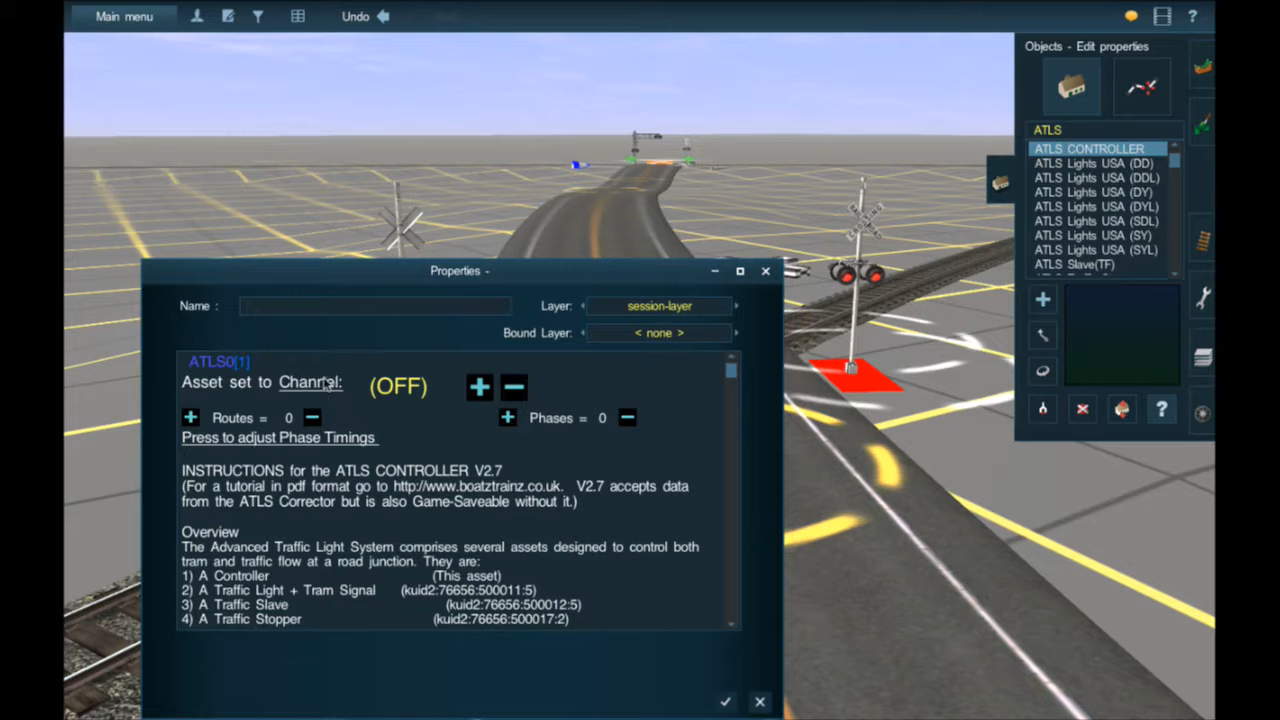 Main menu
Undo
Properties
?
Objects - Edit properties
ATLS
ATLS CONTROLLER
ATLS Lights USA (DD)
ATLS Lights USA (DDL)
ATLS Lights USA (DY)
ATLS Lights USA (DYL)
ATLS Lights USA (SDL)
ATLS Lights USA (SY)
ATLS Lights USA (SYL)
ATLS Slave(TF)
?
CROSSING
Properties -
Name :
Layer: session-layer
Bound Layer: < none >
ATLS0[1]
Asset set to Channel: (OFF) + −
+ Routes = 0 − + Phases = 0 −
Press to adjust Phase Timings
INSTRUCTIONS for the ATLS CONTROLLER V2.7
(For a tutorial in pdf format go to http://www.boatztrainz.co.uk. V2.7 accepts data
from the ATLS Corrector but is also Game-Saveable without it.)
Overview
The Advanced Traffic Light System comprises several assets designed to control both
tram and traffic flow at a road junction. They are:
1) A Controller (This asset)
2) A Traffic Light + Tram Signal (kuid2:76656:500011:5)
3) A Traffic Slave (kuid2:76656:500012:5)
4) A Traffic Stopper (kuid2:76656:500017:2)